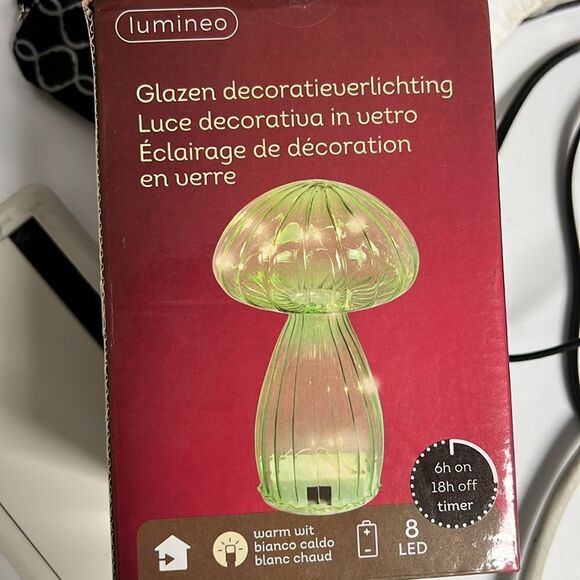 lumineo
Glazen decoratieverlichting
Luce decorativa in vetro
Éclairage de décoration
en verre
6h on
18h off
timer
warm wit
bianco caldo
blanc chaud
8
LED